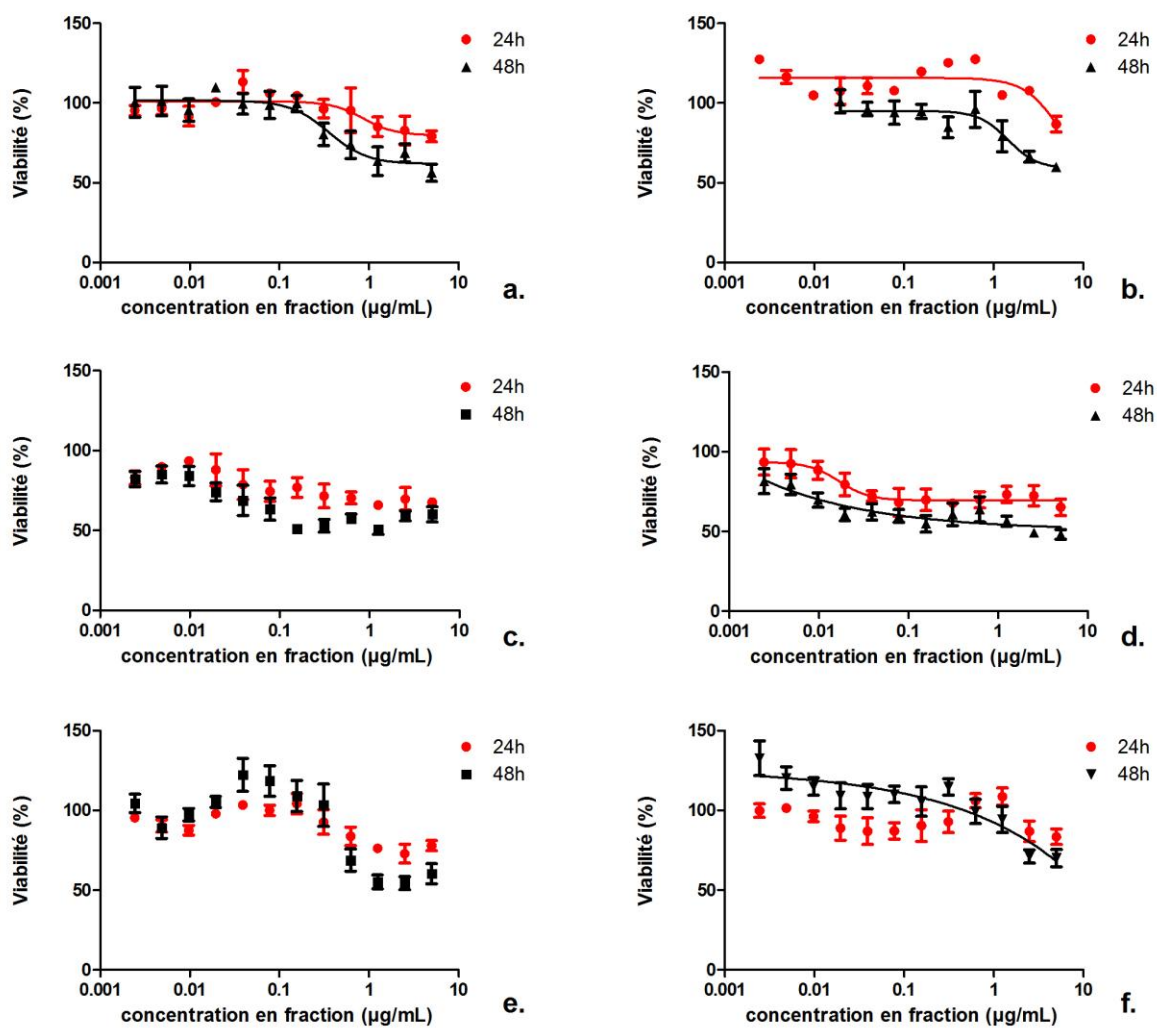 150
100
50
0
Viabilité (%)
0.001 0.01 0.1 1 10
concentration en fraction (µg/mL)
24h
48h
a.
150
100
50
0
Viabilité (%)
0.001 0.01 0.1 1 10
concentration en fraction (µg/mL)
24h
48h
b.
150
100
50
0
Viabilité (%)
0.001 0.01 0.1 1 10
concentration en fraction (µg/mL)
24h
48h
c.
150
100
50
0
Viabilité (%)
0.001 0.01 0.1 1 10
concentration en fraction (µg/mL)
24h
48h
d.
150
100
50
0
Viabilité (%)
0.001 0.01 0.1 1 10
concentration en fraction (µg/mL)
24h
48h
e.
150
100
50
0
Viabilité (%)
0.001 0.01 0.1 1 10
concentration en fraction (µg/mL)
24h
48h
f.